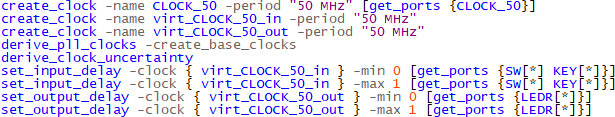 create_clock -name CLOCK_50 -period "50 MHz" [get_ports {CLOCK_50}]
create_clock -name virt_CLOCK_50_in -period "50 MHz"
create_clock -name virt_CLOCK_50_out -period "50 MHz"
derive_pll_clocks -create_base_clocks
derive_clock_uncertainty
set_input_delay -clock { virt_CLOCK_50_in } -min 0 [get_ports {SW[*] KEY[*]}]
set_input_delay -clock { virt_CLOCK_50_in } -max 1 [get_ports {SW[*] KEY[*]}]
set_output_delay -clock { virt_CLOCK_50_out } -min 0 [get_ports {LEDR[*]}]
set_output_delay -clock { virt_CLOCK_50_out } -max 1 [get_ports {LEDR[*]}]